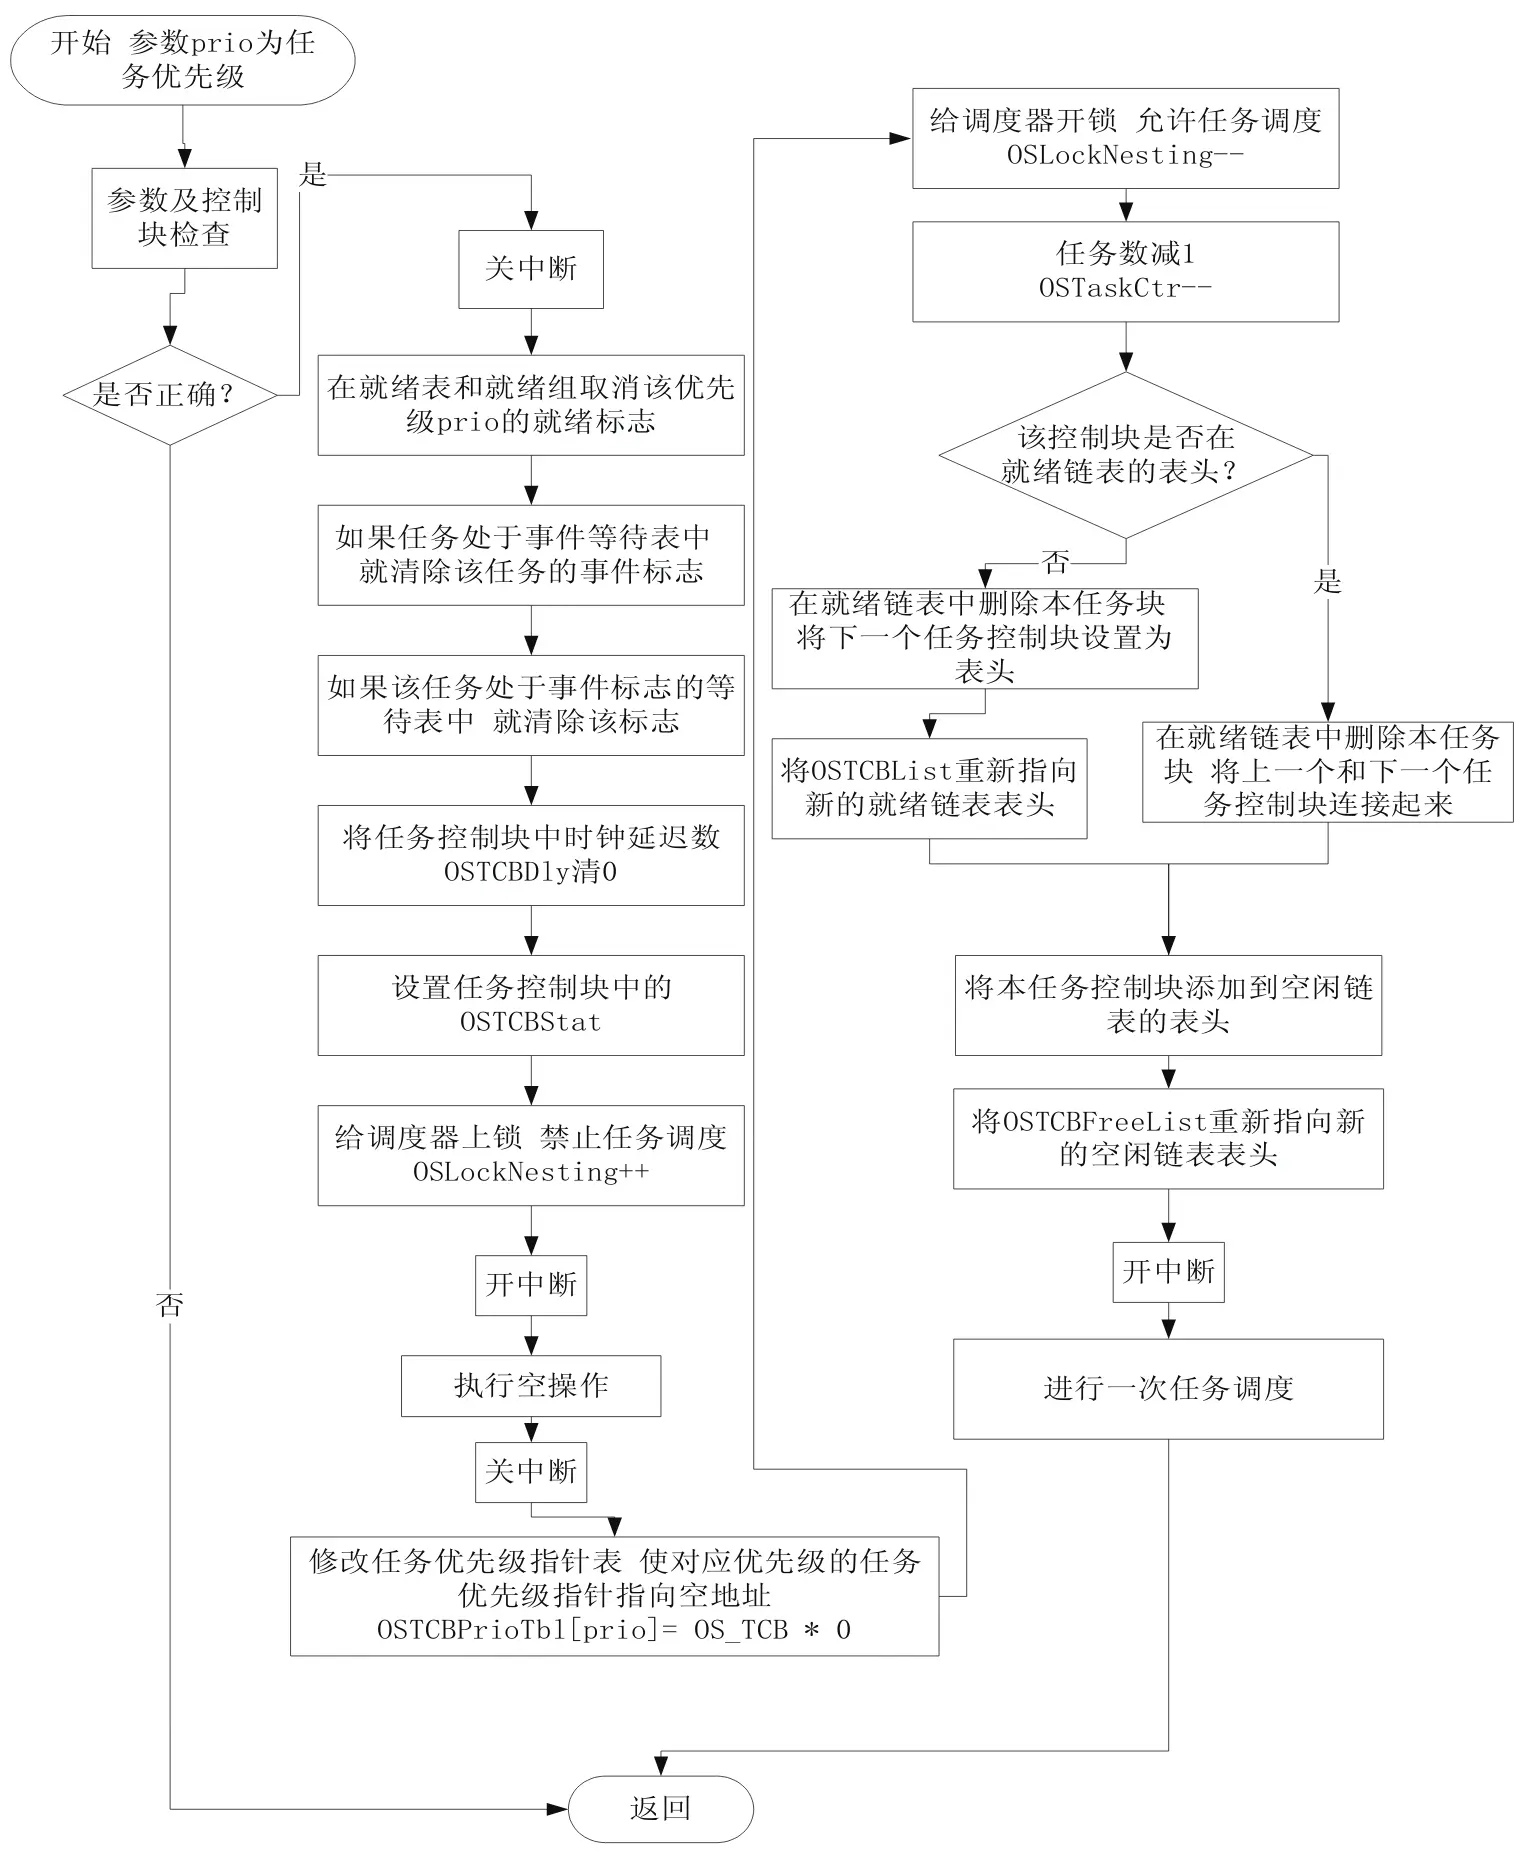 开始 参数prio为任
务优先级
参数及控制
块检查
是否正确？
是
否
关中断
在就绪表和就绪组取消该优先
级prio的就绪标志
如果任务处于事件等待表中
就清除该任务的事件标志
如果该任务处于事件标志的等
待表中 就清除该标志
将任务控制块中时钟延迟数
OSTCBDly清0
设置任务控制块中的
OSTCBStat
给调度器上锁 禁止任务调度
OSLockNesting++
开中断
执行空操作
关中断
修改任务优先级指针表 使对应优先级的任务
优先级指针指向空地址
OSTCBPrioTbl[prio]= OS_TCB * 0
给调度器开锁 允许任务调度
OSLockNesting--
任务数减1
OSTaskCtr--
该控制块是否在
就绪链表的表头？
否
是
在就绪链表中删除本任务块
将下一个任务控制块设置为
表头
将OSTCBList重新指向
新的就绪链表表头
在就绪链表中删除本任务
块 将上一个和下一个任
务控制块连接起来
将本任务控制块添加到空闲链
表的表头
将OSTCBFreeList重新指向新
的空闲链表表头
开中断
进行一次任务调度
返回